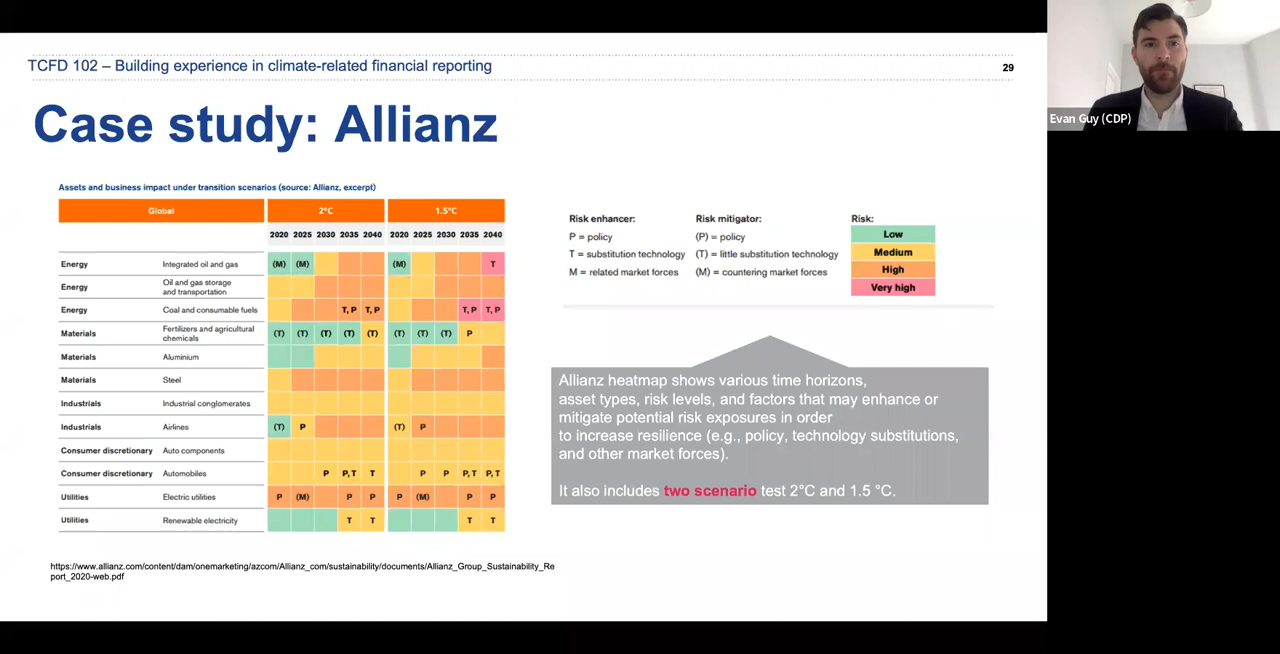 TCFD 102 – Building experience in climate-related financial reporting
29
Evan Guy (CDP)
Case study: Allianz
Assets and business impact under transition scenarios (source: Allianz, excerpt)
Global 2°C 1.5°C
2020 2025 2030 2035 2040 2020 2025 2030 2035 2040
Energy Integrated oil and gas (M) (M) (M) T
Energy Oil and gas storage
and transportation
Energy Coal and consumable fuels T, P T, P T, P T, P
Materials Fertilizers and agricultural
chemicals (T) (T) (T) (T) (T) (T) (T) (T) P
Materials Aluminium
Materials Steel
Industrials Industrial conglomerates
Industrials Airlines (T) P (T) P
Consumer discretionary Auto components
Consumer discretionary Automobiles P P, T T P P P, T P, T
Utilities Electric utilities P (M) P P P (M) P P
Utilities Renewable electricity T T T T
Risk enhancer: Risk mitigator: Risk:
P = policy (P) = policy Low
T = substitution technology (T) = little substitution technology Medium
M = related market forces (M) = countering market forces High
Very high
Allianz heatmap shows various time horizons,
asset types, risk levels, and factors that may enhance or
mitigate potential risk exposures in order
to increase resilience (e.g., policy, technology substitutions,
and other market forces).
It also includes two scenario test 2°C and 1.5 °C.
https://www.allianz.com/content/dam/onemarketing/azcom/Allianz_com/sustainability/documents/Allianz_Group_Sustainability_Re
port_2020-web.pdf